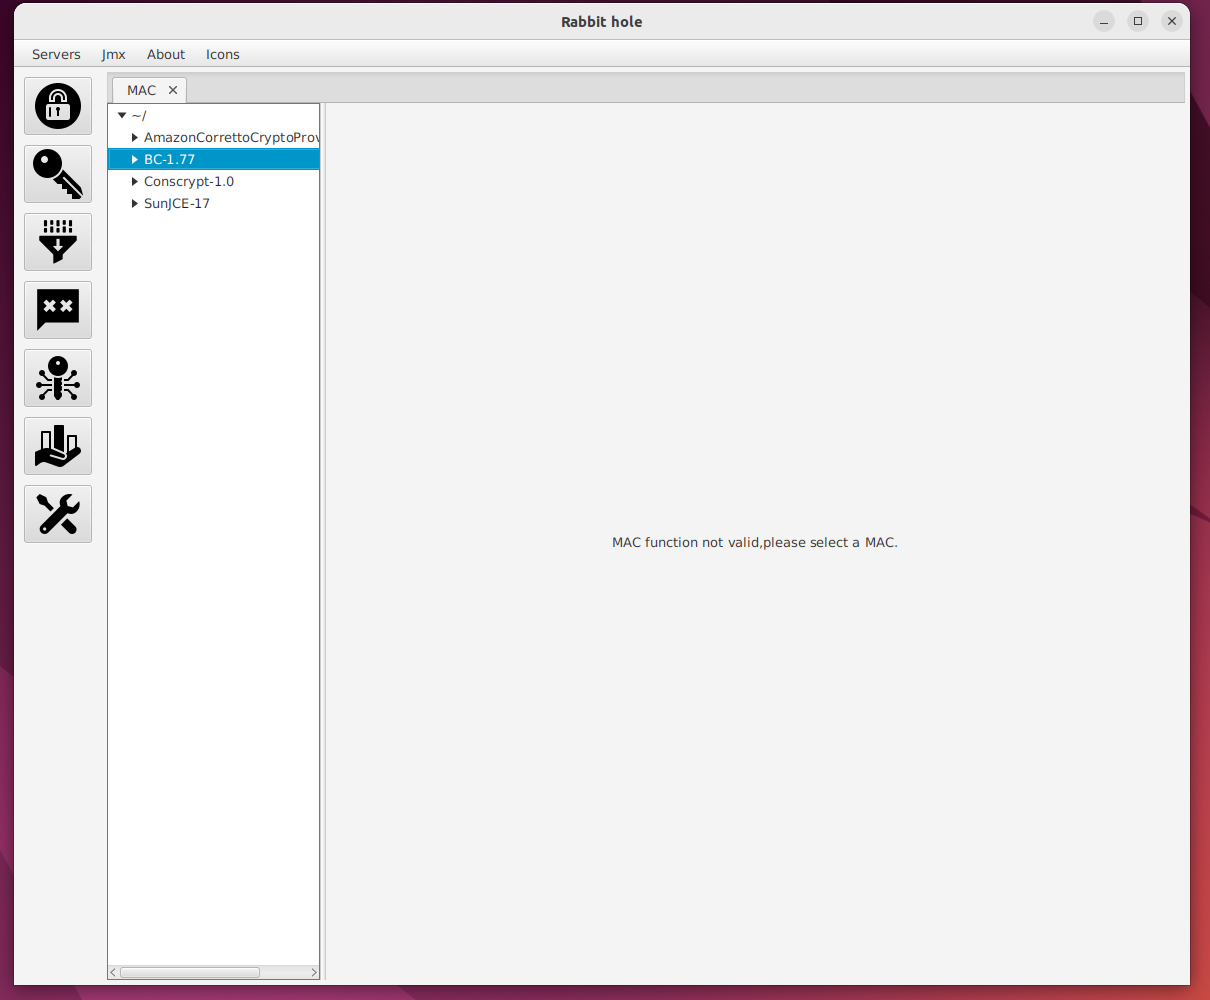 Rabbit hole
Servers Jmx About Icons
MAC
~/
AmazonCorrettoCryptoProv
BC-1.77
Conscrypt-1.0
SunJCE-17
MAC function not valid,please select a MAC.